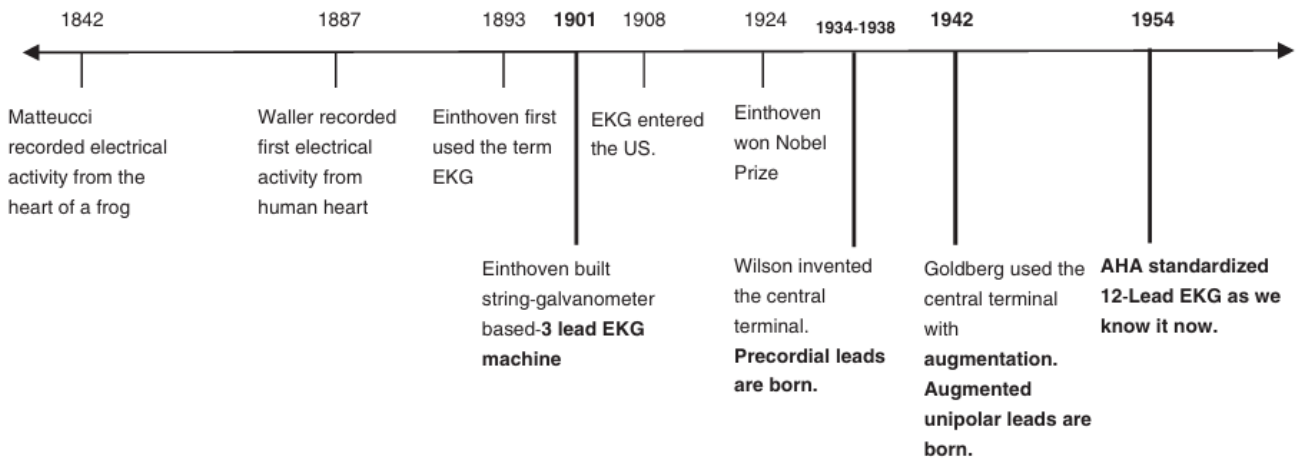 1842 1887 1893 1901 1908 1924 1934-1938 1942 1954
Matteucci
recorded electrical
activity from the
heart of a frog
Waller recorded
first electrical
activity from
human heart
Einthoven first
used the term
EKG
EKG entered
the US.
Einthoven
won Nobel
Prize
Einthoven built
string-galvanometer
based-3 lead EKG
machine
Wilson invented
the central
terminal.
Precordial leads
are born.
Goldberg used the
central terminal
with
augmentation.
Augmented
unipolar leads are
born.
AHA standardized
12-Lead EKG as we
know it now.